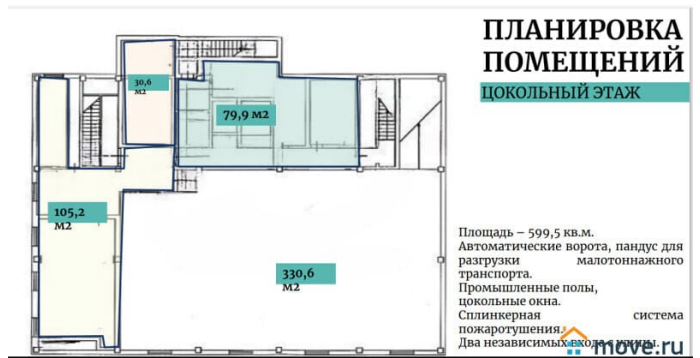 ПЛАНИРОВКА
ПОМЕЩЕНИЙ
ЦОКОЛЬНЫЙ ЭТАЖ
30,6
м2
79,9 м2
105,2
м2
330,6
м2
Площадь – 599,5 кв.м.
Автоматические ворота, пандус для
разгрузки малотоннажного
транспорта.
Промышленные полы,
цокольные окна.
Сплинкерная система
пожаротушения.
Два независимых входа с улицы.
move.ru